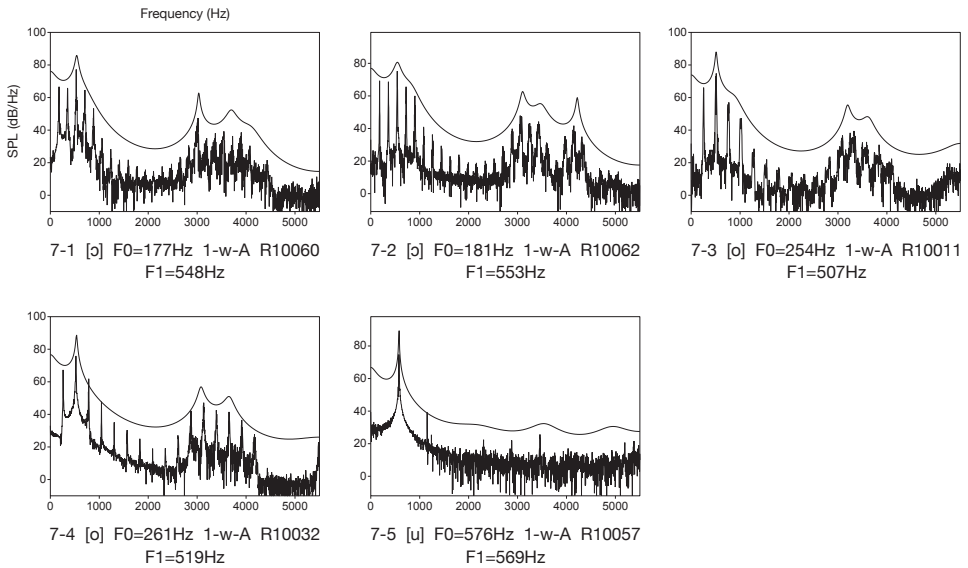 Frequency (Hz)
SPL (dB/Hz)
100
80
60
40
20
0
0 1000 2000 3000 4000 5000
7-1 [ɔ] F0=177Hz 1-w-A R10060
F1=548Hz
100
80
60
40
20
0
0 1000 2000 3000 4000 5000
7-2 [ɔ] F0=181Hz 1-w-A R10062
F1=553Hz
100
80
60
40
20
0
0 1000 2000 3000 4000 5000
7-3 [o] F0=254Hz 1-w-A R10011
F1=507Hz
80
60
40
20
0
0 1000 2000 3000 4000 5000
7-4 [o] F0=261Hz 1-w-A R10032
F1=519Hz
80
60
40
20
0
0 1000 2000 3000 4000 5000
7-5 [u] F0=576Hz 1-w-A R10057
F1=569Hz